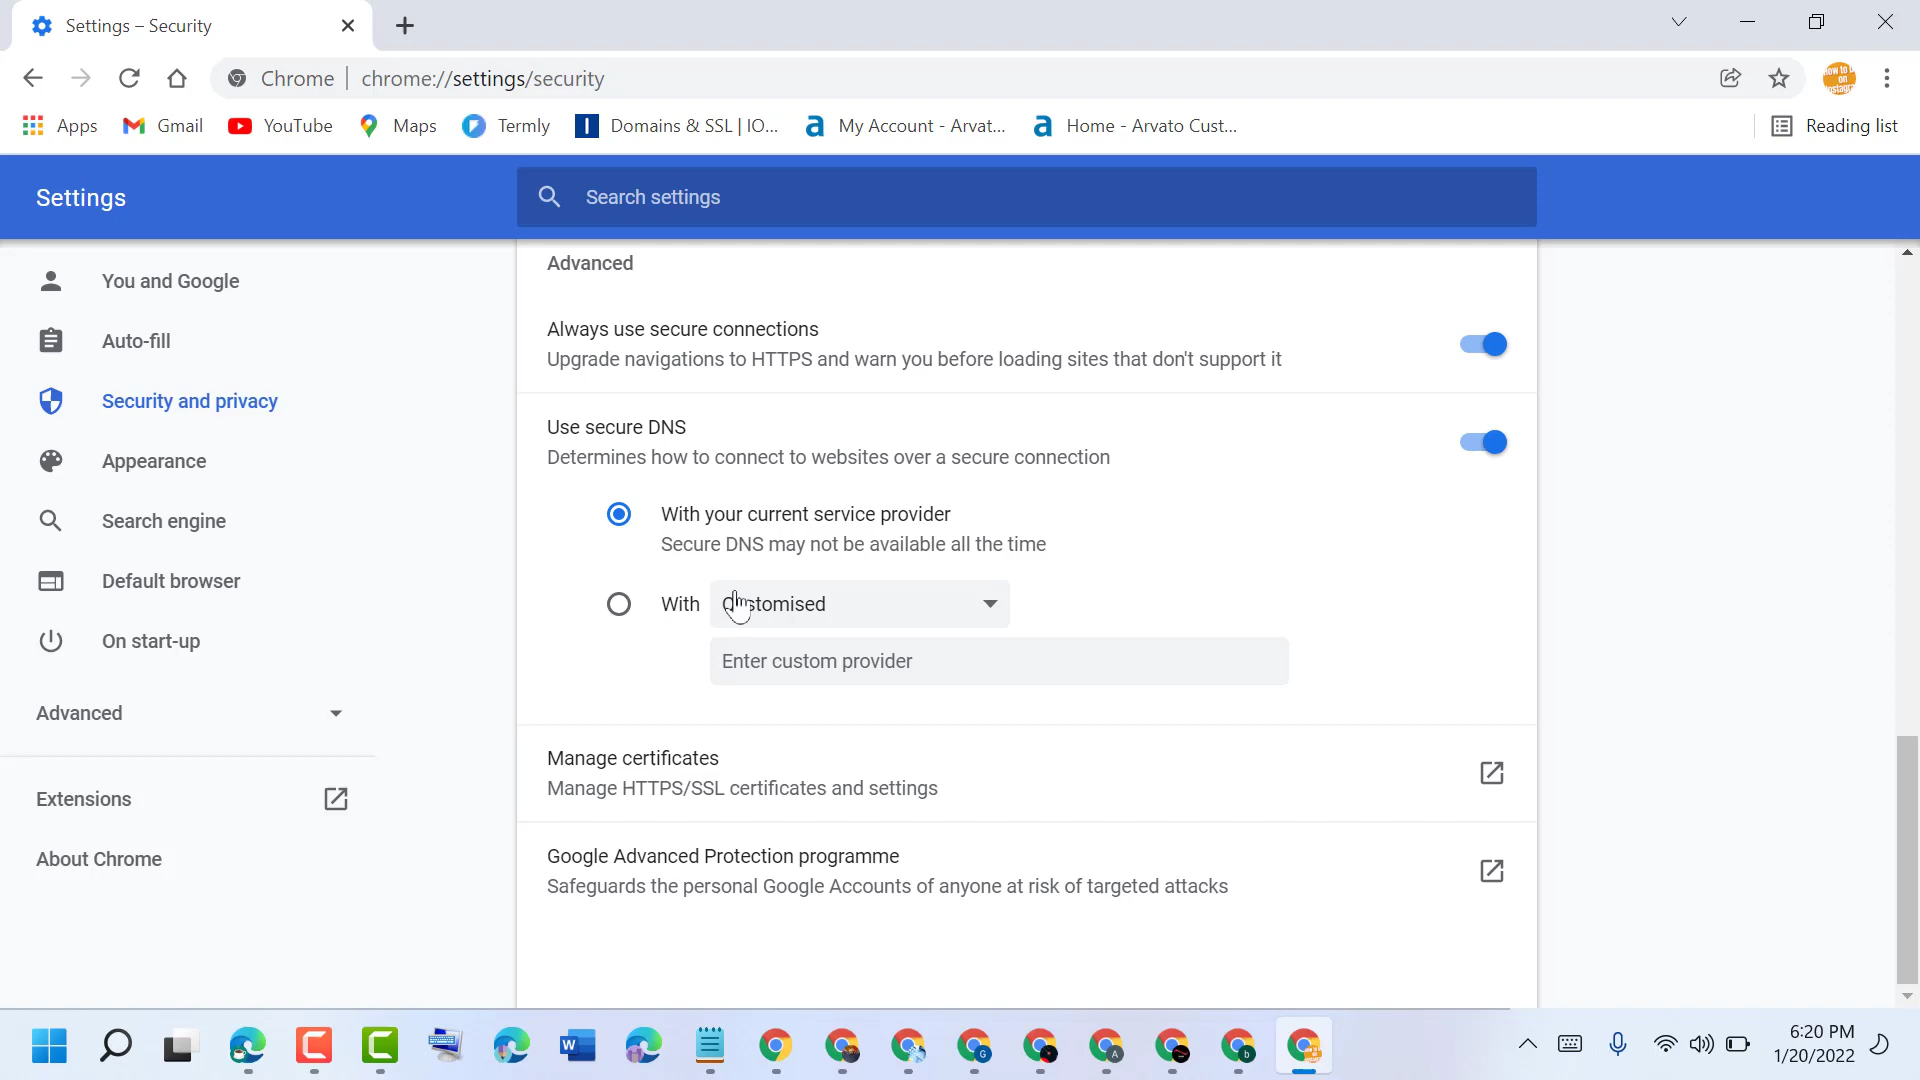 Settings – Security
Chrome | chrome://settings/security
Apps Gmail YouTube Maps Termly Domains & SSL | IO... My Account - Arvat... Home - Arvato Cust... Reading list
Settings
Search settings
You and Google
Auto-fill
Security and privacy
Appearance
Search engine
Default browser
On start-up
Advanced
Extensions
About Chrome
Advanced
Always use secure connections
Upgrade navigations to HTTPS and warn you before loading sites that don't support it
Use secure DNS
Determines how to connect to websites over a secure connection
With your current service provider
Secure DNS may not be available all the time
With Customised
Enter custom provider
Manage certificates
Manage HTTPS/SSL certificates and settings
Google Advanced Protection programme
Safeguards the personal Google Accounts of anyone at risk of targeted attacks
6:20 PM
1/20/2022